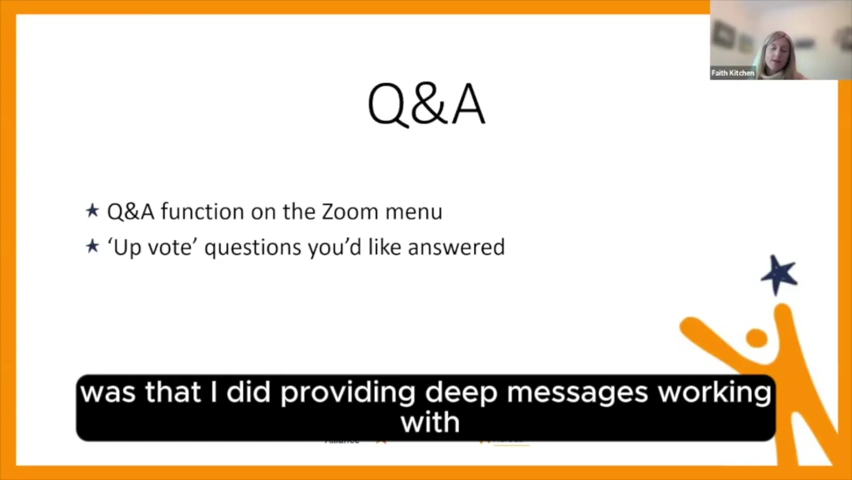 Faith Kitchen
Q&A
Q&A function on the Zoom menu
‘Up vote’ questions you’d like answered
was that I did providing deep messages working
with